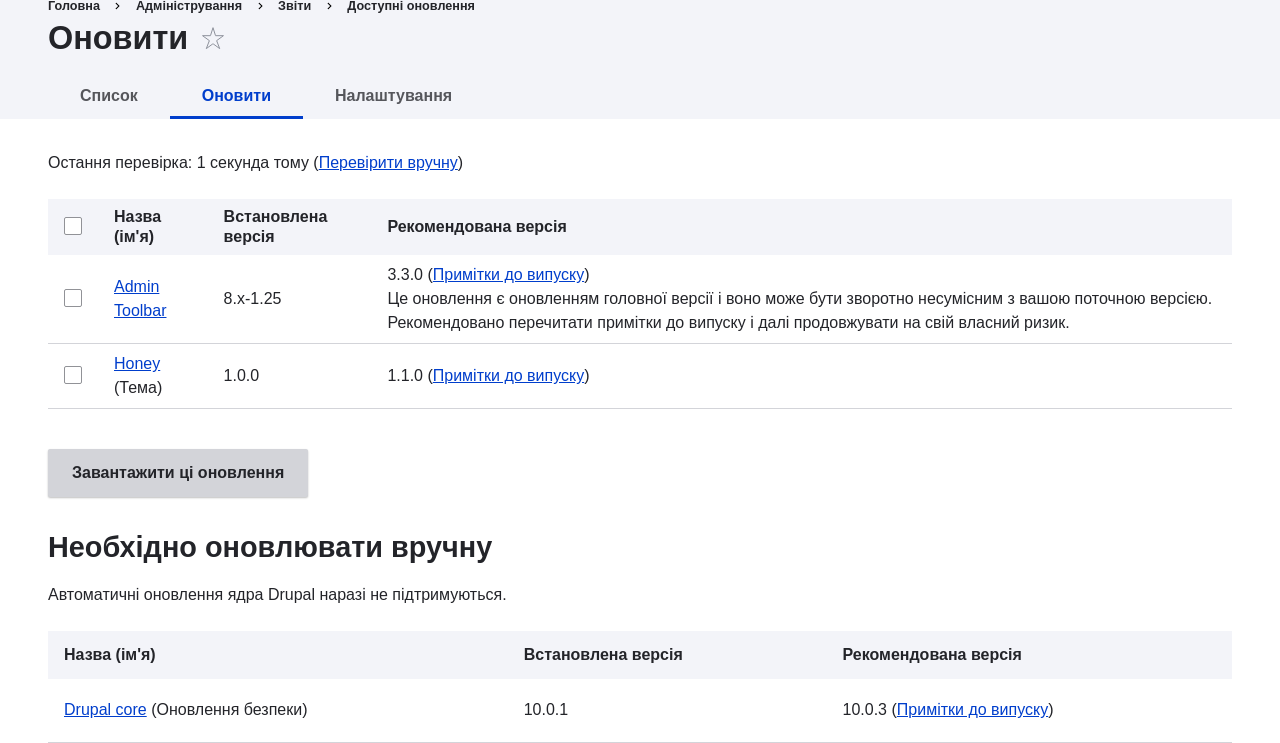 Головна › Адміністрування › Звіти › Доступні оновлення
Оновити ☆
Список Оновити Налаштування
Остання перевірка: 1 секунда тому (Перевірити вручну)
Назва (ім'я) Встановлена версія Рекомендована версія
Admin Toolbar 8.x-1.25 3.3.0 (Примітки до випуску)
Це оновлення є оновленням головної версії і воно може бути зворотно несумісним з вашою поточною версією.
Рекомендовано перечитати примітки до випуску і далі продовжувати на свій власний ризик.
Honey (Тема) 1.0.0 1.1.0 (Примітки до випуску)
Завантажити ці оновлення
Необхідно оновлювати вручну
Автоматичні оновлення ядра Drupal наразі не підтримуються.
Назва (ім'я) Встановлена версія Рекомендована версія
Drupal core (Оновлення безпеки) 10.0.1 10.0.3 (Примітки до випуску)